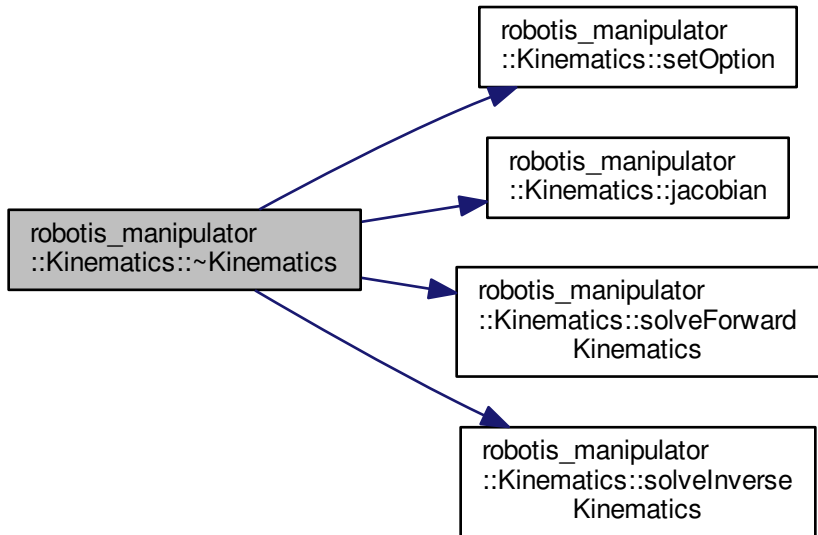 robotis_manipulator
::Kinematics::setOption
robotis_manipulator
::Kinematics::jacobian
robotis_manipulator
::Kinematics::~Kinematics
robotis_manipulator
::Kinematics::solveForward
Kinematics
robotis_manipulator
::Kinematics::solveInverse
Kinematics